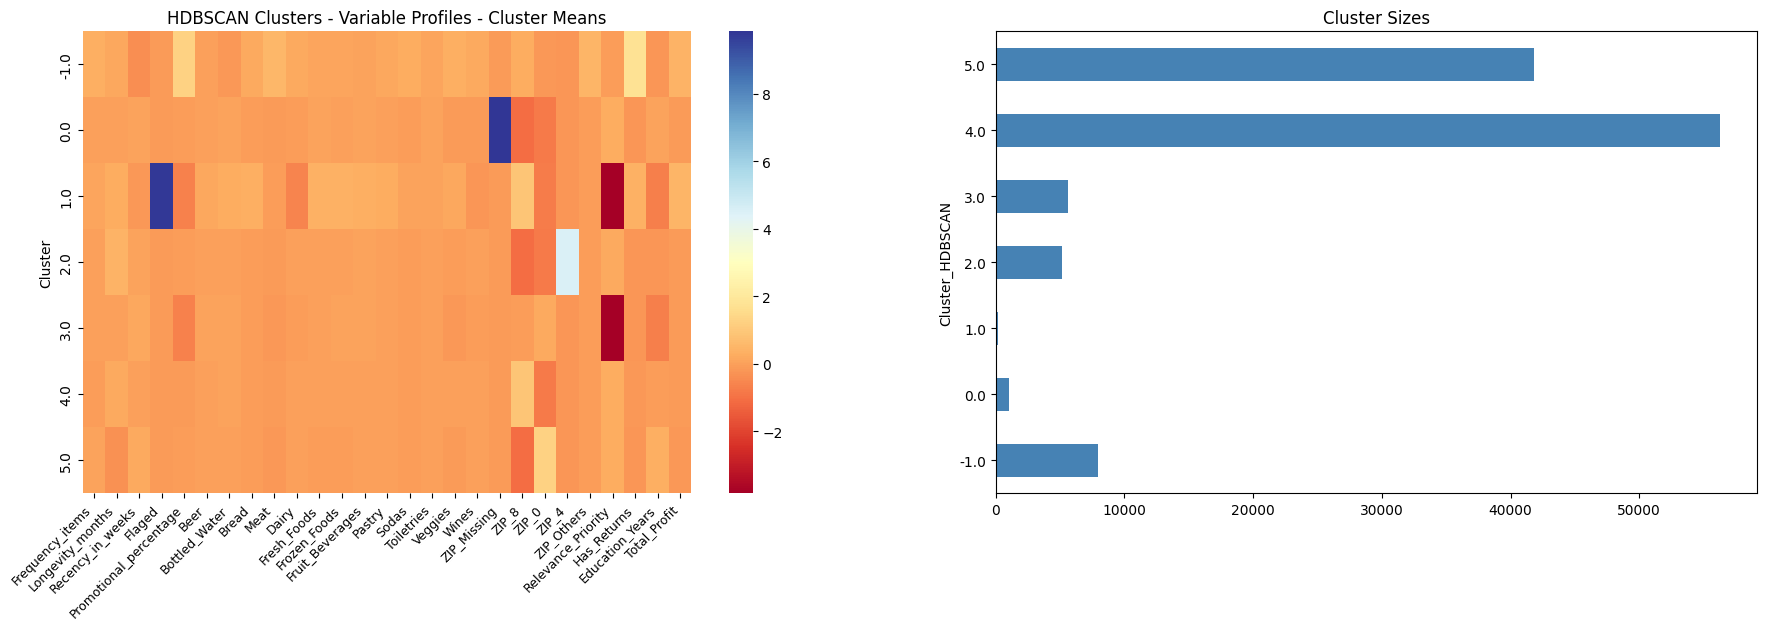 HDBSCAN Clusters - Variable Profiles - Cluster Means
Cluster
-1.0
0.0
1.0
2.0
3.0
4.0
5.0
Frequency_items
Longevity_months
Recency_in_weeks
Flaged
Promotional_percentage
Beer
Bottled_Water
Bread
Meat
Dairy
Fresh_Foods
Frozen_Foods
Fruit_Beverages
Pastry
Sodas
Toiletries
Veggies
Wines
ZIP_Missing
ZIP_8
ZIP_0
ZIP_4
ZIP_Others
Relevance_Priority
Has_Returns
Education_Years
Total_Profit
8
6
4
2
0
−2
Cluster Sizes
Cluster_HDBSCAN
5.0
4.0
3.0
2.0
1.0
0.0
-1.0
0
10000
20000
30000
40000
50000